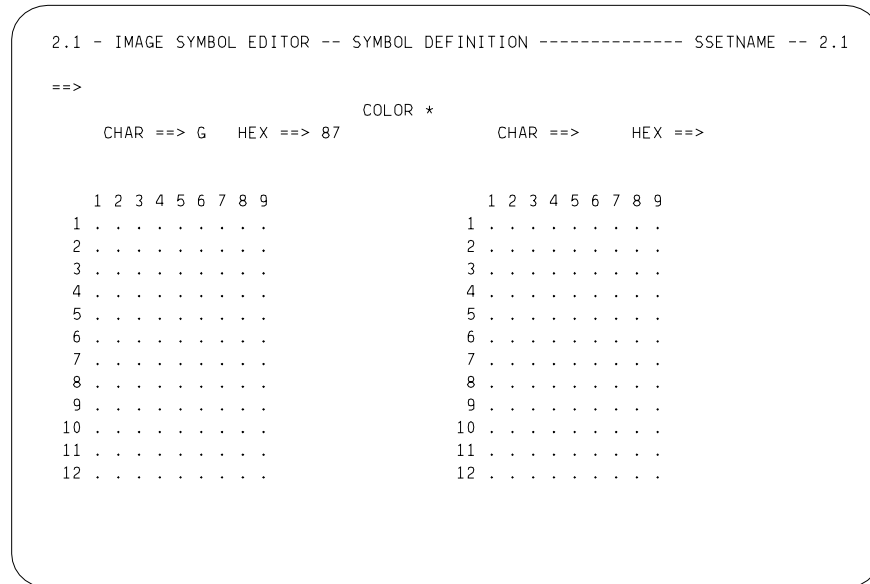 2.1 - IMAGE SYMBOL EDITOR -- SYMBOL DEFINITION -------------- SSETNAME -- 2.1
==>
COLOR *
CHAR ==> G   HEX ==> 87               CHAR ==>     HEX ==>
1 2 3 4 5 6 7 8 9                     1 2 3 4 5 6 7 8 9
1 . . . . . . . . .                   1 . . . . . . . . .
2 . . . . . . . . .                   2 . . . . . . . . .
3 . . . . . . . . .                   3 . . . . . . . . .
4 . . . . . . . . .                   4 . . . . . . . . .
5 . . . . . . . . .                   5 . . . . . . . . .
6 . . . . . . . . .                   6 . . . . . . . . .
7 . . . . . . . . .                   7 . . . . . . . . .
8 . . . . . . . . .                   8 . . . . . . . . .
9 . . . . . . . . .                   9 . . . . . . . . .
10 . . . . . . . . .                  10 . . . . . . . . .
11 . . . . . . . . .                  11 . . . . . . . . .
12 . . . . . . . . .                  12 . . . . . . . . .